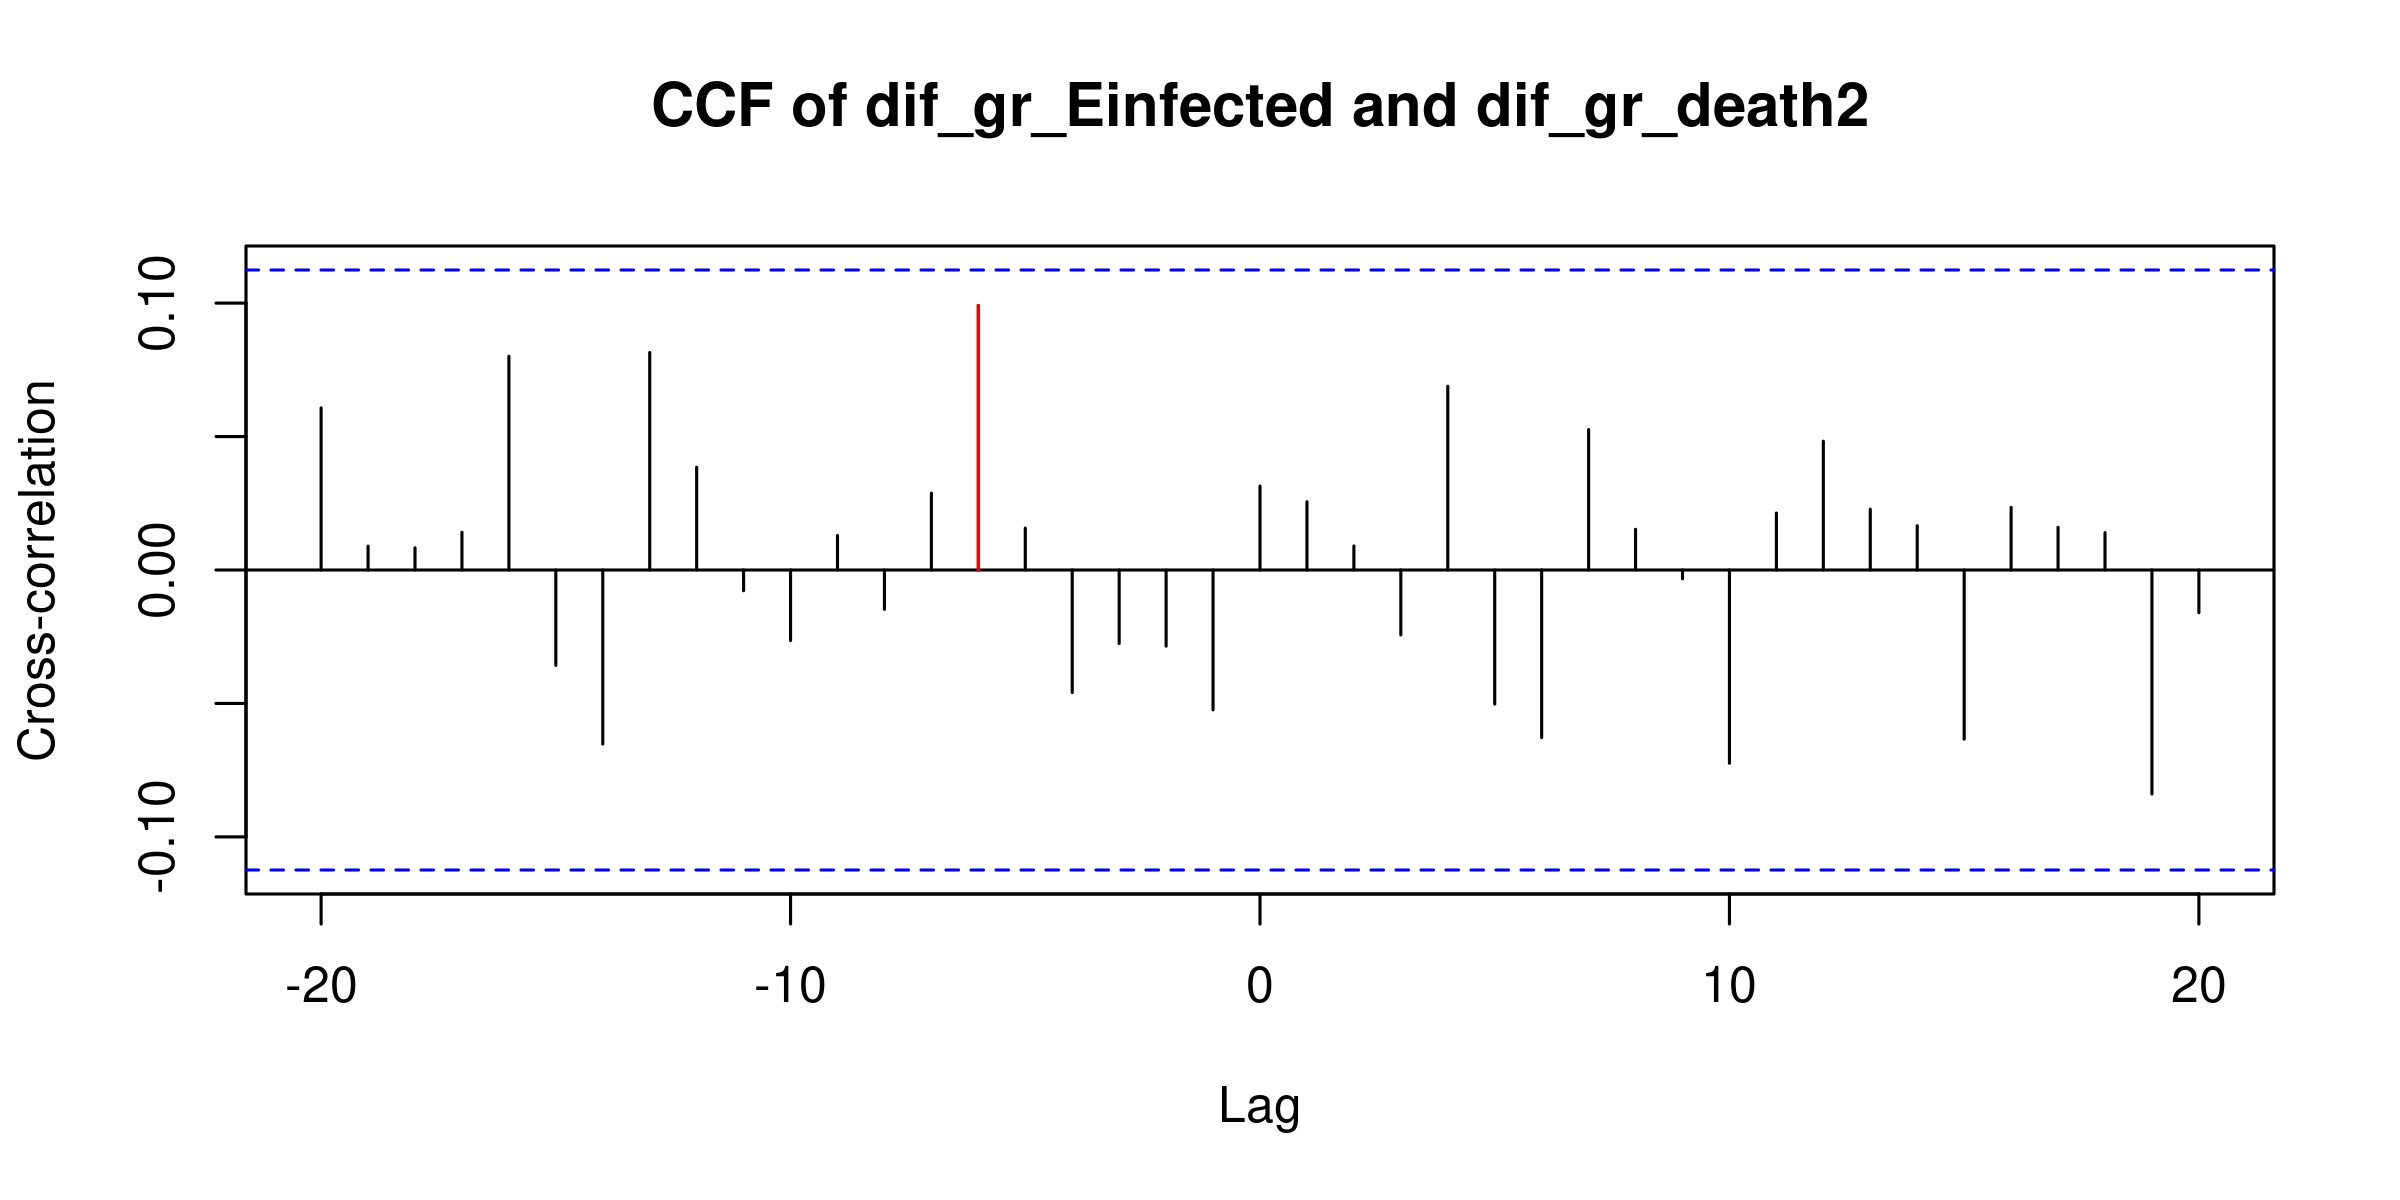 CCF of dif_gr_Einfected and dif_gr_death2
Cross-correlation
0.10
0.00
-0.10
-20 -10 0 10 20
Lag